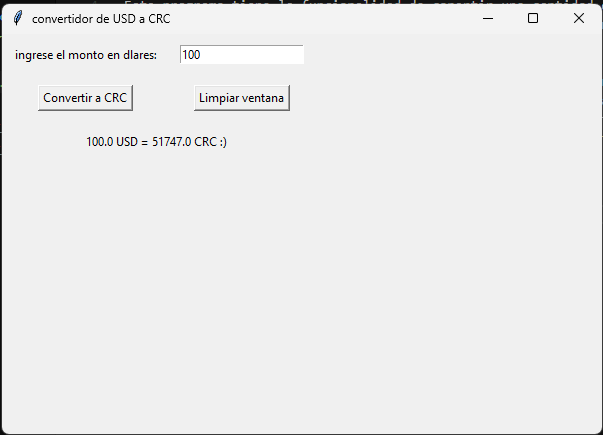 convertidor de USD a CRC
ingrese el monto en dlares: 100
Convertir a CRC Limpiar ventana
100.0 USD = 51747.0 CRC :)